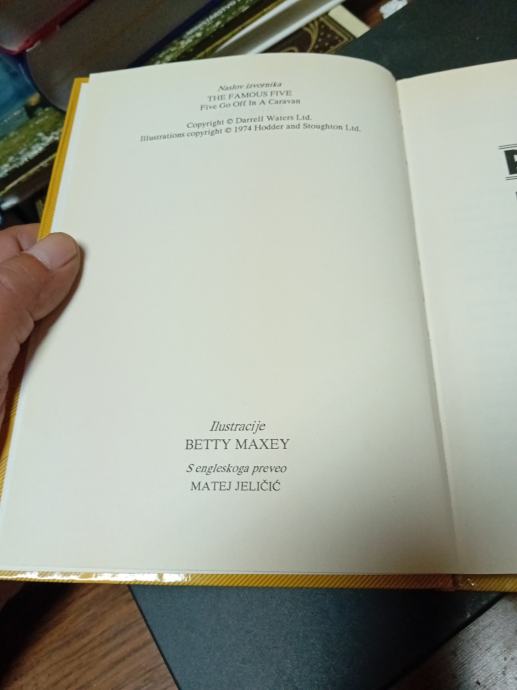 Naslov izvornika
THE FAMOUS FIVE
Five Go Off In A Caravan
Copyright © Darrell Waters Ltd.
Illustrations copyright © 1974 Hodder and Stoughton Ltd.
Ilustracije
BETTY MAXEY
S engleskoga preveo
MATEJ JELIČIĆ